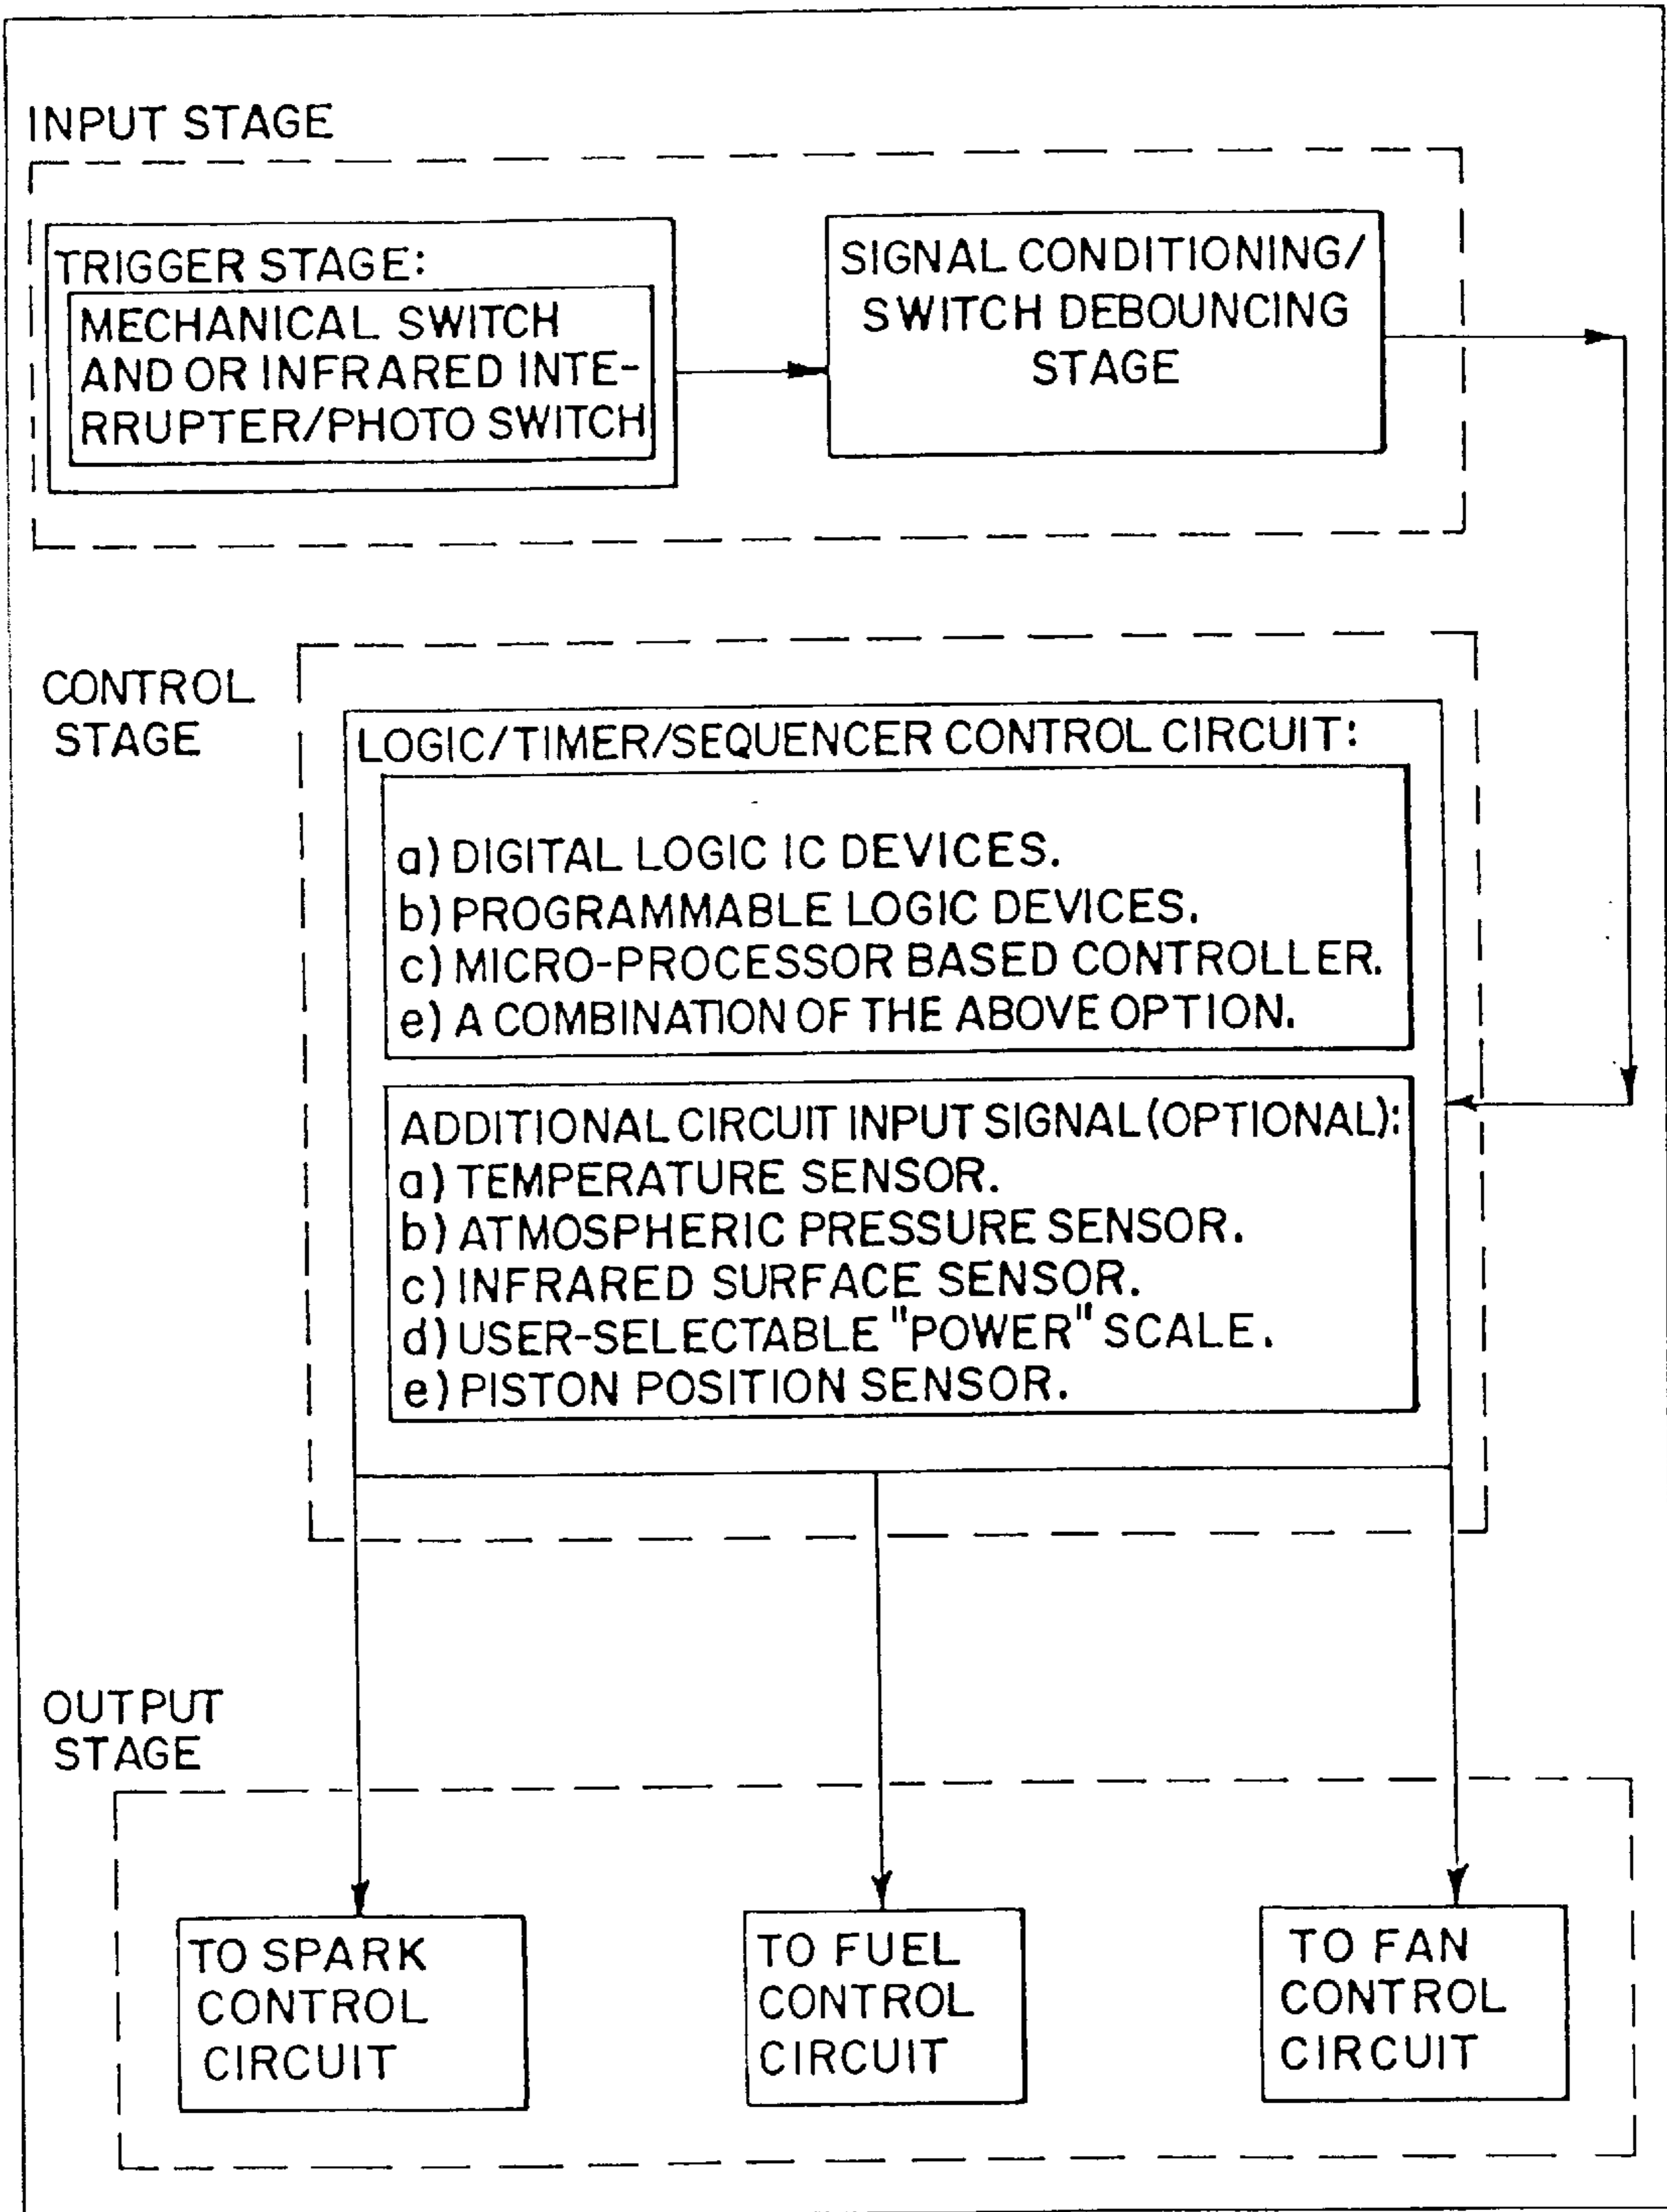 INPUT STAGE
TRIGGER STAGE:
MECHANICAL SWITCH
AND OR INFRARED INTE-
RRUPTER/PHOTO SWITCH
SIGNAL CONDITIONING/
SWITCH DEBOUNCING
STAGE
CONTROL
STAGE
LOGIC/TIMER/SEQUENCER CONTROL CIRCUIT:
a) DIGITAL LOGIC IC DEVICES.
b) PROGRAMMABLE LOGIC DEVICES.
c) MICRO-PROCESSOR BASED CONTROLLER.
e) A COMBINATION OF THE ABOVE OPTION.
ADDITIONAL CIRCUIT INPUT SIGNAL (OPTIONAL):
a) TEMPERATURE SENSOR.
b) ATMOSPHERIC PRESSURE SENSOR.
c) INFRARED SURFACE SENSOR.
d) USER-SELECTABLE "POWER" SCALE.
e) PISTON POSITION SENSOR.
OUTPUT
STAGE
TO SPARK
CONTROL
CIRCUIT
TO FUEL
CONTROL
CIRCUIT
TO FAN
CONTROL
CIRCUIT